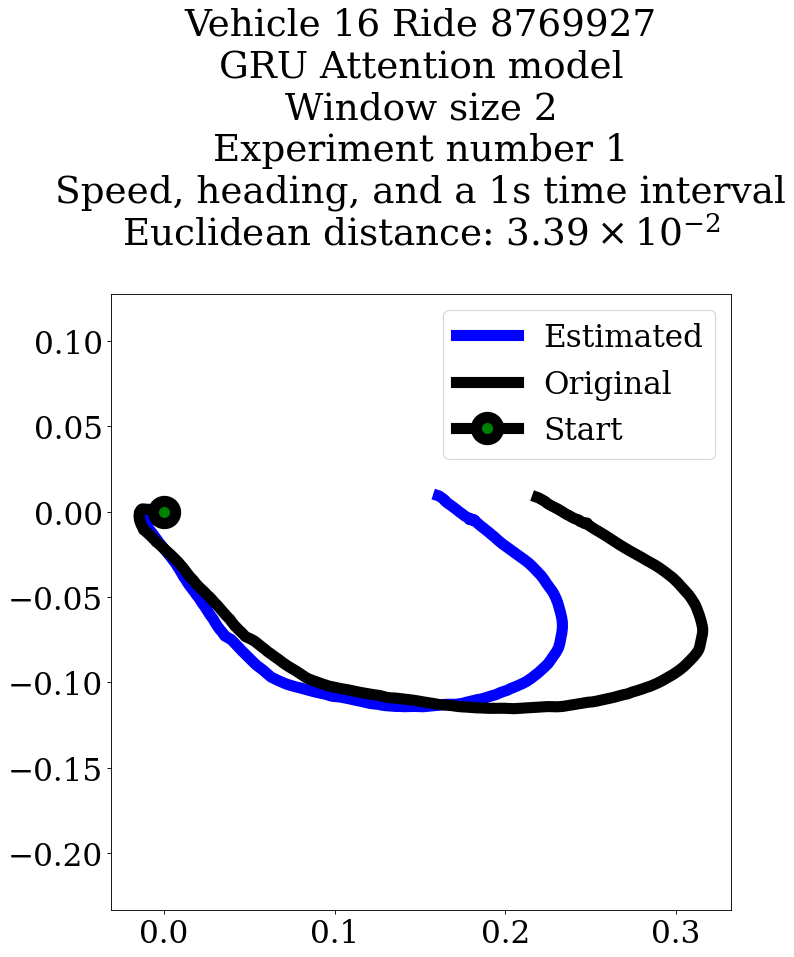 Vehicle 16 Ride 8769927
GRU Attention model
Window size 2
Experiment number 1
Speed, heading, and a 1s time interval
Euclidean distance: 3.39 × 10⁻²
Estimated
Original
Start
0.10
0.05
0.00
−0.05
−0.10
−0.15
−0.20
0.0 0.1 0.2 0.3